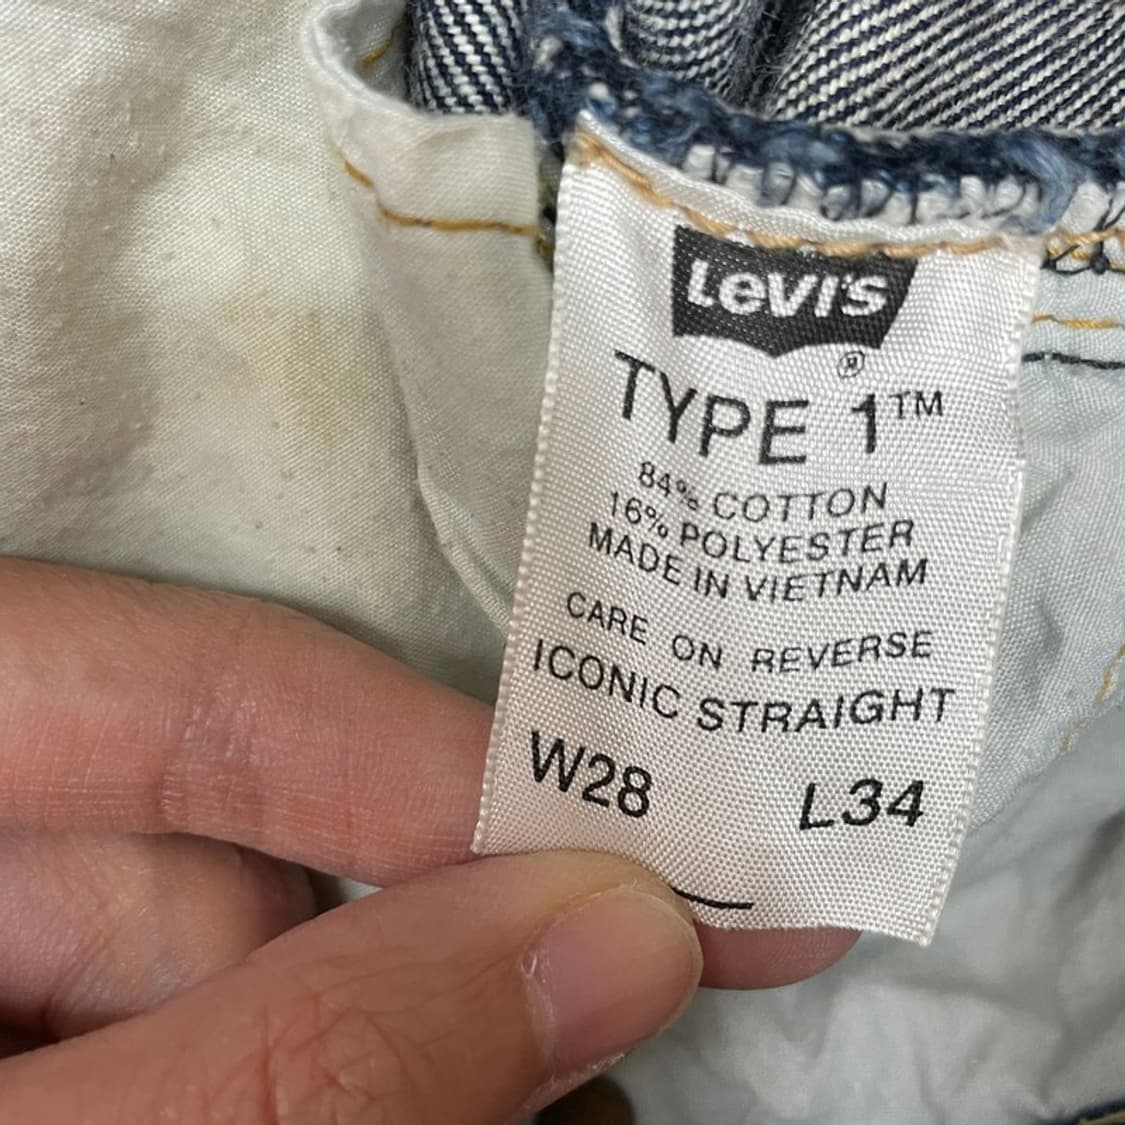 LEVI'S
®
TYPE 1™
84% COTTON
16% POLYESTER
MADE IN VIETNAM
CARE ON REVERSE
ICONIC STRAIGHT
W28 L34